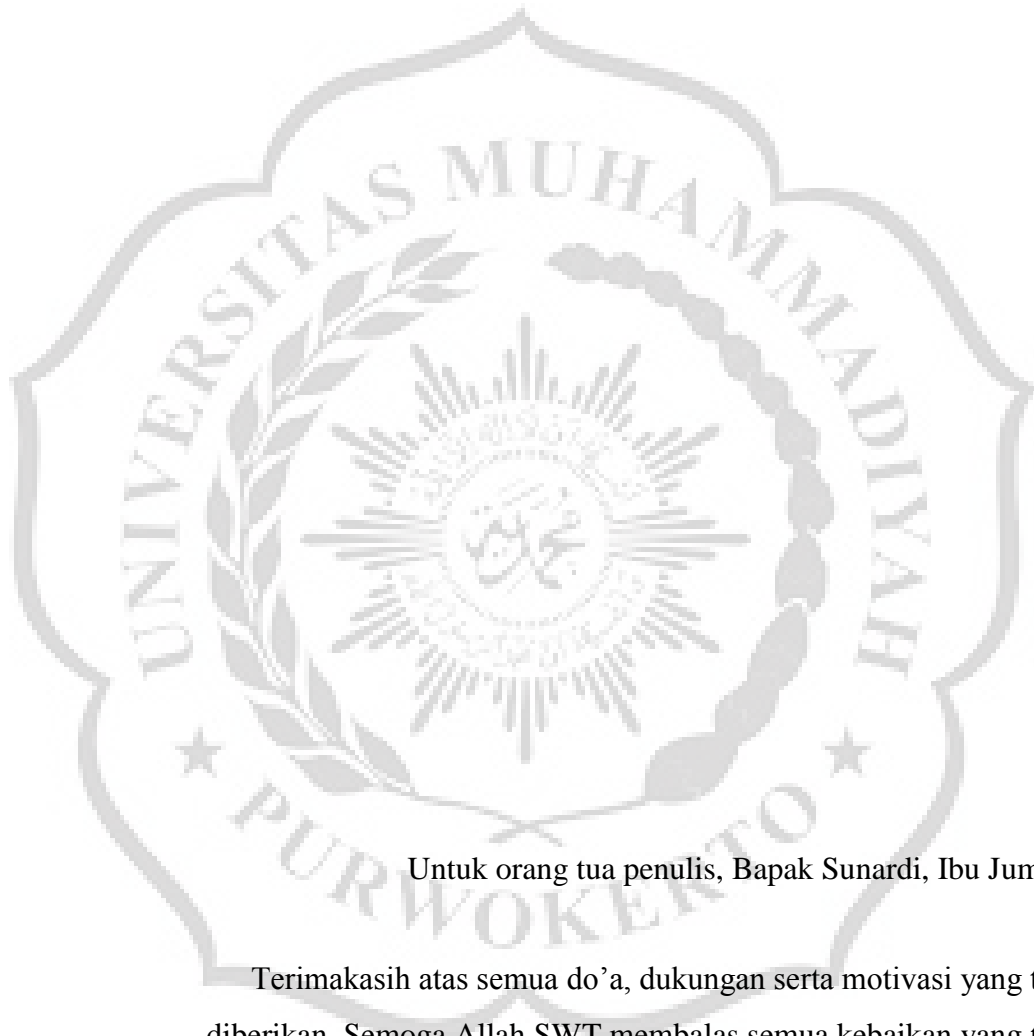 UNIVERSITAS MUHAMMADIYAH
PURWOKERTO
Untuk orang tua penulis, Bapak Sunardi, Ibu
Terimakasih atas semua do’a, dukungan serta motivasi yang
diberikan. Semoga Allah SWT membalas semua kebaikan yang